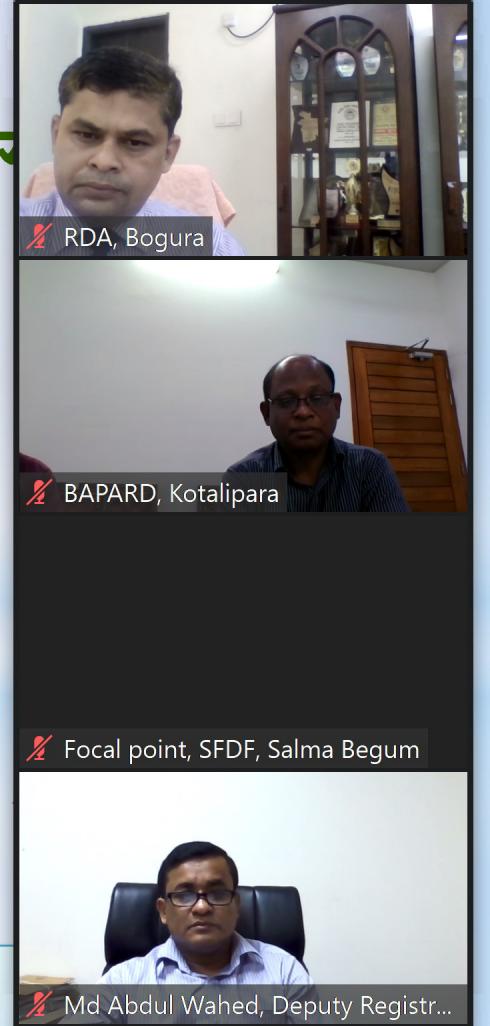 RDA, Bogura
BAPARD, Kotalipara
Focal point, SFDF, Salma Begum
Md Abdul Wahed, Deputy Registr...